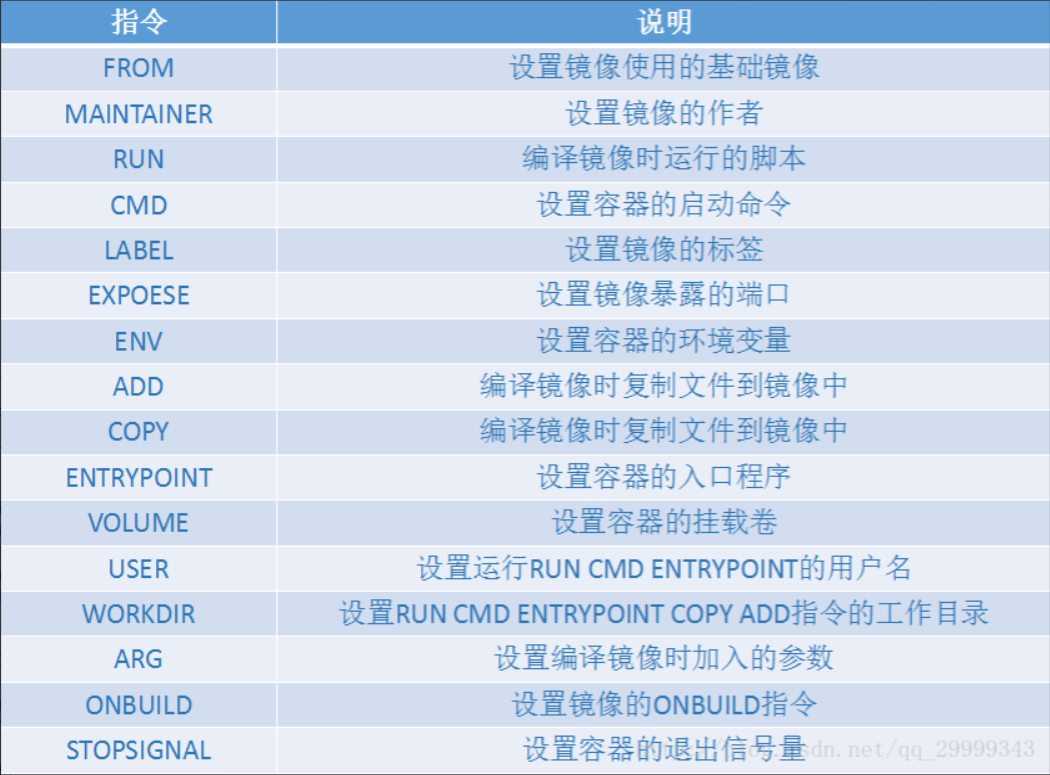 指令 说明
FROM 设置镜像使用的基础镜像
MAINTAINER 设置镜像的作者
RUN 编译镜像时运行的脚本
CMD 设置容器的启动命令
LABEL 设置镜像的标签
EXPOESE 设置镜像暴露的端口
ENV 设置容器的环境变量
ADD 编译镜像时复制文件到镜像中
COPY 编译镜像时复制文件到镜像中
ENTRYPOINT 设置容器的入口程序
VOLUME 设置容器的挂载卷
USER 设置运行RUN CMD ENTRYPOINT的用户名
WORKDIR 设置RUN CMD ENTRYPOINT COPY ADD指令的工作目录
ARG 设置编译镜像时加入的参数
ONBUILD 设置镜像的ONBUILD指令
STOPSIGNAL 设置容器的退出信号量
sdn.net/qq_29999343